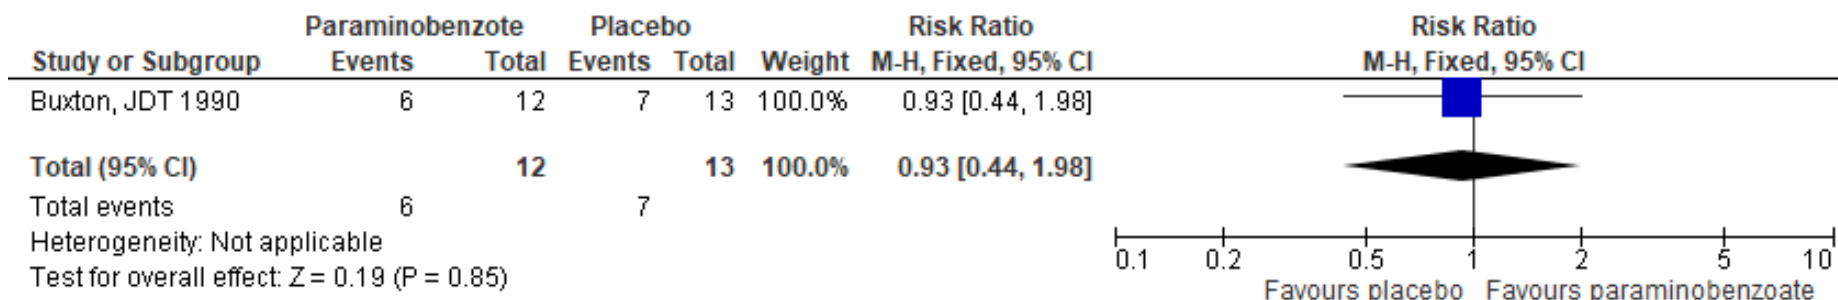 Paraminobenzote Placebo Risk Ratio Risk Ratio
Study or Subgroup Events Total Events Total Weight M-H, Fixed, 95% CI M-H, Fixed, 95% CI
Buxton, JDT 1990 6 12 7 13 100.0% 0.93 [0.44, 1.98]
Total (95% CI) 12 13 100.0% 0.93 [0.44, 1.98]
Total events 6 7
Heterogeneity: Not applicable
Test for overall effect: Z = 0.19 (P = 0.85)
0.1 0.2 0.5 1 2 5 10
Favours placebo Favours paraminobenzoate